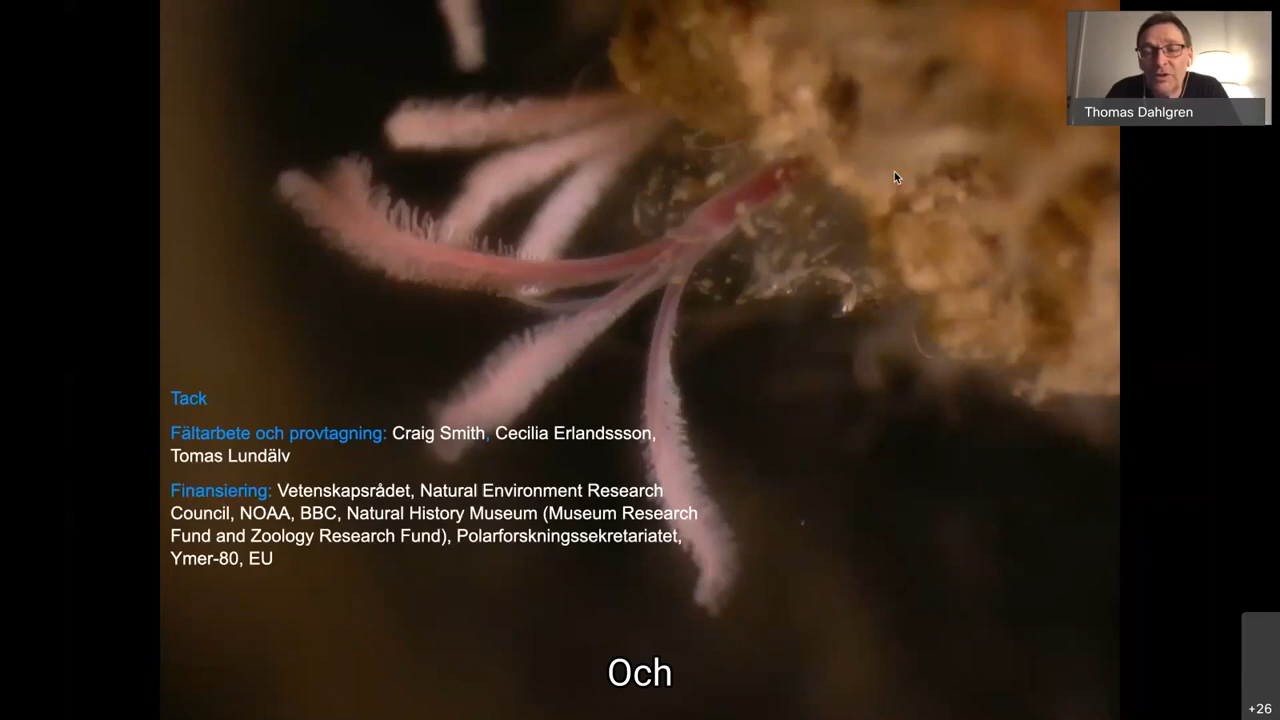 Thomas Dahlgren
Tack
Fältarbete och provtagning: Craig Smith, Cecilia Erlandssson,
Tomas Lundälv
Finansiering: Vetenskapsrådet, Natural Environment Research
Council, NOAA, BBC, Natural History Museum (Museum Research
Fund and Zoology Research Fund), Polarforskningssekretariatet,
Ymer-80, EU
Och
+26